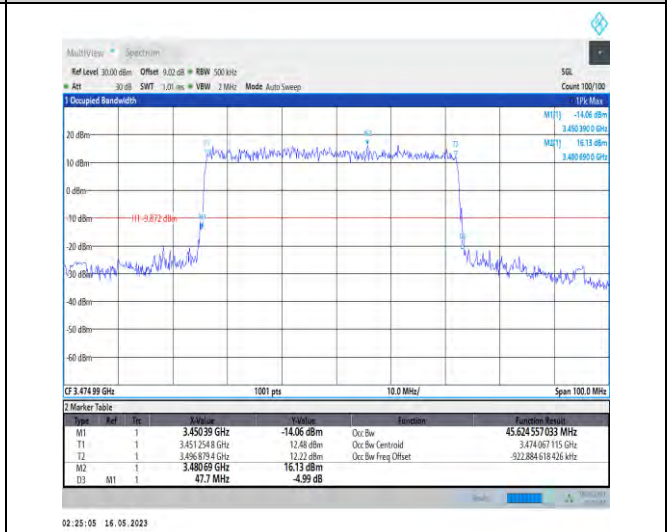 MultiView Spectrum
Ref Level 30.00 dBm Offset 9.02 dB RBW 500 kHz SGL
Att 30 dB SWT 1.01 ms VBW 2 MHz Mode Auto Sweep Count 100/100
1 Occupied Bandwidth 1Pk Max
M1[1] -14.06 dBm
3.450 390 0 GHz
M2[1] 16.13 dBm
3.480 690 0 GHz
20 dBm
10 dBm
0 dBm
-10 dBm H1 -9.872 dBm
-20 dBm
-30 dBm
-40 dBm
-50 dBm
-60 dBm
CF 3.474 99 GHz 1001 pts 10.0 MHz/ Span 100.0 MHz
2 Marker Table
Type Ref Trc X-Value Y-Value Function Function Result
M1 1 3.450 39 GHz -14.06 dBm Occ Bw 45.624 557 033 MHz
T1 1 3.451 254 8 GHz 12.48 dBm Occ Bw Centroid 3.474 067 115 GHz
T2 1 3.496 879 4 GHz 12.22 dBm Occ Bw Freq Offset -922.884 618 426 kHz
M2 1 3.480 69 GHz 16.13 dBm
D3 M1 1 47.7 MHz -4.99 dB
02:25:05 16.05.2023